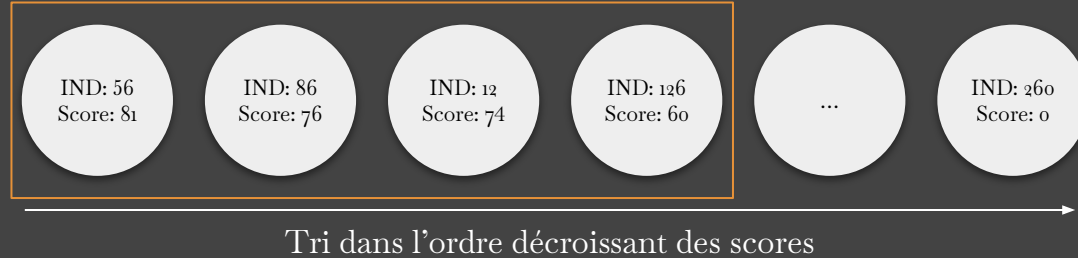 IND: 56
Score: 81
IND: 86
Score: 76
IND: 12
Score: 74
IND: 126
Score: 60
...
IND: 260
Score: 0
Tri dans l'ordre décroissant des scores